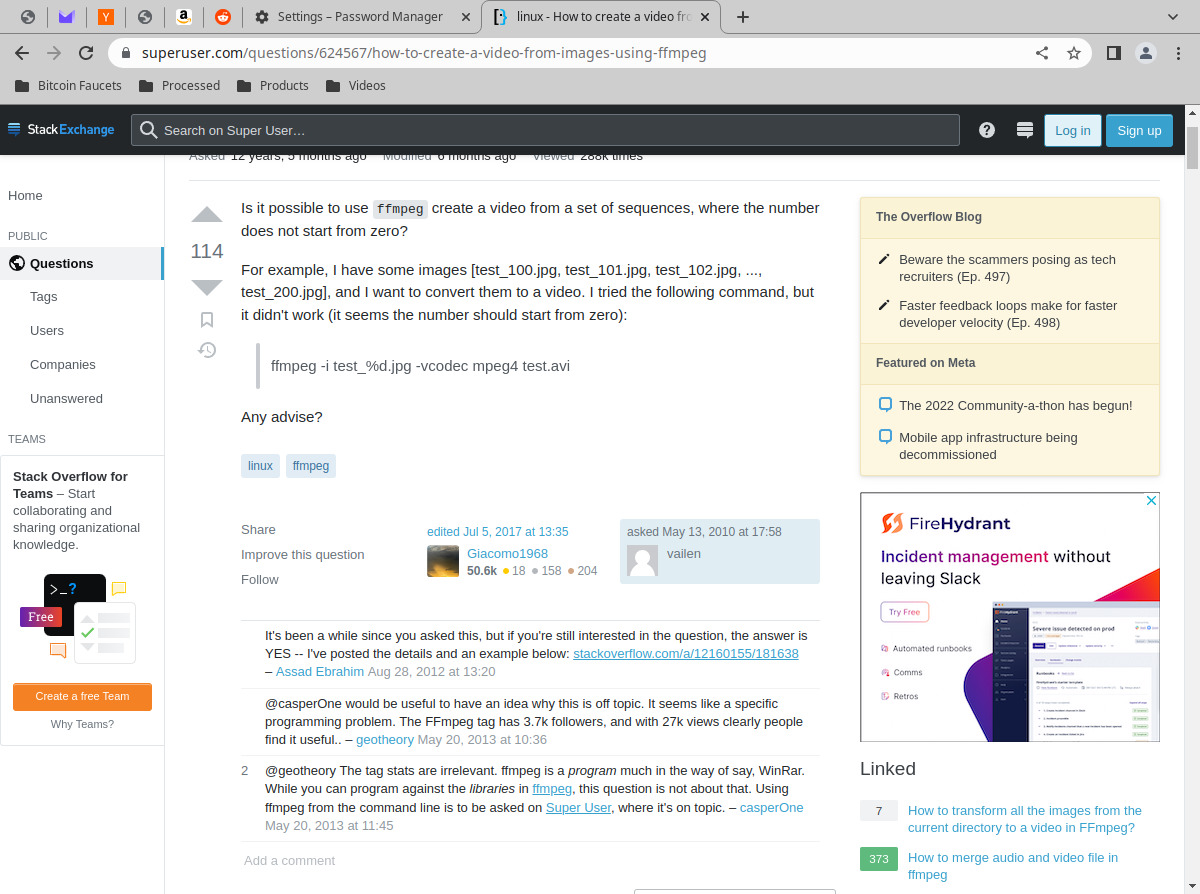 Settings – Password Manager
linux - How to create a video fro
superuser.com/questions/624567/how-to-create-a-video-from-images-using-ffmpeg
Bitcoin Faucets
Processed
Products
Videos
StackExchange
Search on Super User…
Log in
Sign up
Asked 12 years, 5 months ago Modified 6 months ago Viewed 288k times
Home
PUBLIC
Questions
Tags
Users
Companies
Unanswered
TEAMS
Stack Overflow for
Teams – Start
collaborating and
sharing organizational
knowledge.
>_?
Free
Create a free Team
Why Teams?
114
Is it possible to use ffmpeg create a video from a set of sequences, where the number
does not start from zero?
For example, I have some images [test_100.jpg, test_101.jpg, test_102.jpg, ...,
test_200.jpg], and I want to convert them to a video. I tried the following command, but
it didn't work (it seems the number should start from zero):
ffmpeg -i test_%d.jpg -vcodec mpeg4 test.avi
Any advise?
linux
ffmpeg
Share
Improve this question
Follow
edited Jul 5, 2017 at 13:35
Giacomo1968
50.6k 18 158 204
asked May 13, 2010 at 17:58
vailen
It's been a while since you asked this, but if you're still interested in the question, the answer is
YES -- I've posted the details and an example below: stackoverflow.com/a/12160155/181638
– Assad Ebrahim Aug 28, 2012 at 13:20
@casperOne would be useful to have an idea why this is off topic. It seems like a specific
programming problem. The FFmpeg tag has 3.7k followers, and with 27k views clearly people
find it useful.. – geotheory May 20, 2013 at 10:36
2 @geotheory The tag stats are irrelevant. ffmpeg is a program much in the way of say, WinRar.
While you can program against the libraries in ffmpeg, this question is not about that. Using
ffmpeg from the command line is to be asked on Super User, where it's on topic. – casperOne
May 20, 2013 at 11:45
Add a comment
The Overflow Blog
Beware the scammers posing as tech
recruiters (Ep. 497)
Faster feedback loops make for faster
developer velocity (Ep. 498)
Featured on Meta
The 2022 Community-a-thon has begun!
Mobile app infrastructure being
decommissioned
FireHydrant
Incident management without
leaving Slack
Try Free
Automated runbooks
Comms
Retros
Severe issue detected on prod
Runbooks
Linked
7
How to transform all the images from the
current directory to a video in FFmpeg?
373
How to merge audio and video file in
ffmpeg